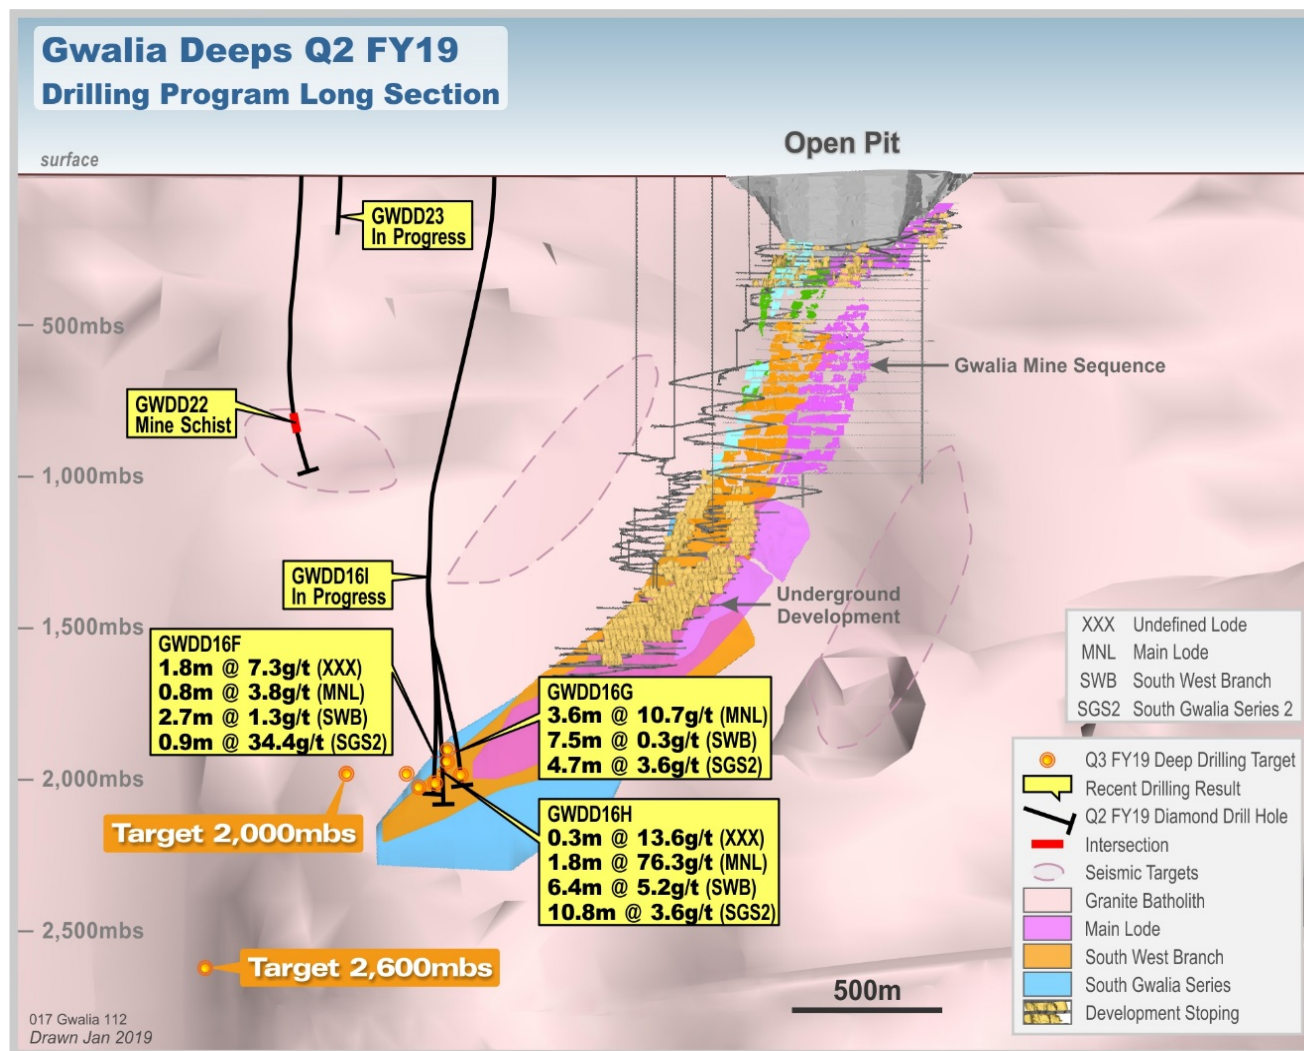 Gwalia Deeps Q2 FY19
Drilling Program Long Section
Open Pit
surface
GWDD23
In Progress
500mbs
Gwalia Mine Sequence
GWDD22
Mine Schist
1,000mbs
GWDD16I
In Progress
Underground
Development
1,500mbs
GWDD16F
1.8m @ 7.3g/t (XXX)
0.8m @ 3.8g/t (MNL)
2.7m @ 1.3g/t (SWB)
0.9m @ 34.4g/t (SGS2)
GWDD16G
3.6m @ 10.7g/t (MNL)
7.5m @ 0.3g/t (SWB)
4.7m @ 3.6g/t (SGS2)
2,000mbs
Target 2,000mbs
GWDD16H
0.3m @ 13.6g/t (XXX)
1.8m @ 76.3g/t (MNL)
6.4m @ 5.2g/t (SWB)
10.8m @ 3.6g/t (SGS2)
2,500mbs
Target 2,600mbs
500m
XXX Undefined Lode
MNL Main Lode
SWB South West Branch
SGS2 South Gwalia Series 2
Q3 FY19 Deep Drilling Target
Recent Drilling Result
Q2 FY19 Diamond Drill Hole
Intersection
Seismic Targets
Granite Batholith
Main Lode
South West Branch
South Gwalia Series
Development Stoping
017 Gwalia 112
Drawn Jan 2019